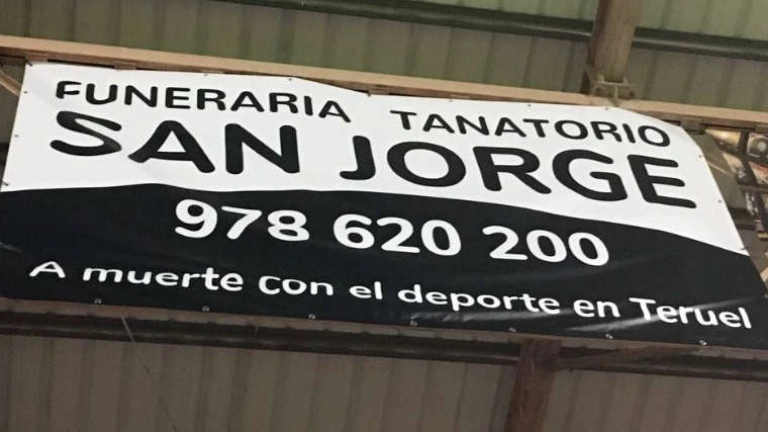 FUNERARIA TANATORIO
SAN JORGE
978 620 200
A muerte con el deporte en Teruel